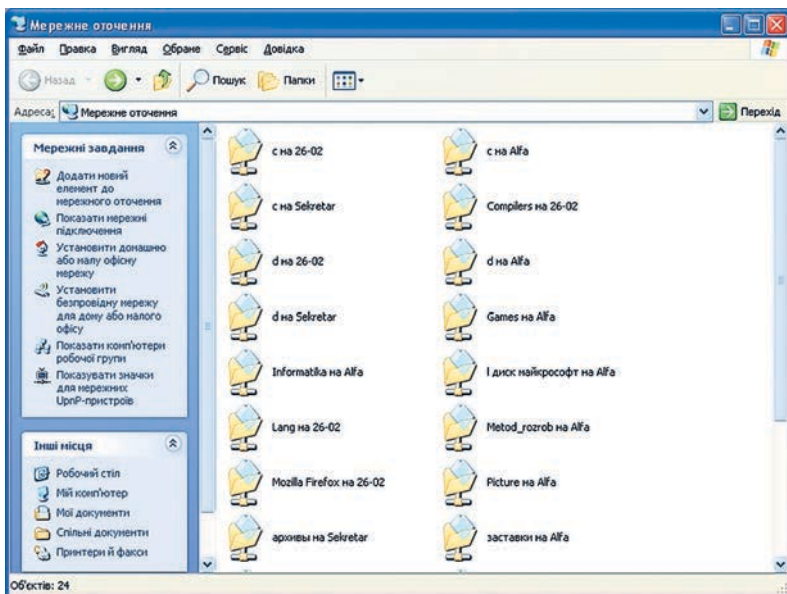 Мережне оточення
Файл Правка Вигляд Обране Сервіс Довідка
Назад Пошук Папки
Адреса: Мережне оточення Перехід
Мережні завдання
Додати новий
елемент до
мережного оточення
Показати мережні
підключення
Установити домашню
або малу офісну
мережу
Установити
безпровідну мережу
для дому або малого
офісу
Показати комп'ютери
робочої групи
Показувати значки
для мережних
UpnP-пристроїв
Інші місця
Робочий стіл
Мій комп'ютер
Мої документи
Спільні документи
Принтери й факси
с на 26-02 с на Alfa
с на Sekretar Compilers на 26-02
d на 26-02 d на Alfa
d на Sekretar Games на Alfa
Informatika на Alfa l диск майкрософт на Alfa
Lang на 26-02 Metod_rozrob на Alfa
Mozilla Firefox на 26-02 Picture на Alfa
архивы на Sekretar заставки на Alfa
Об'єктів: 24